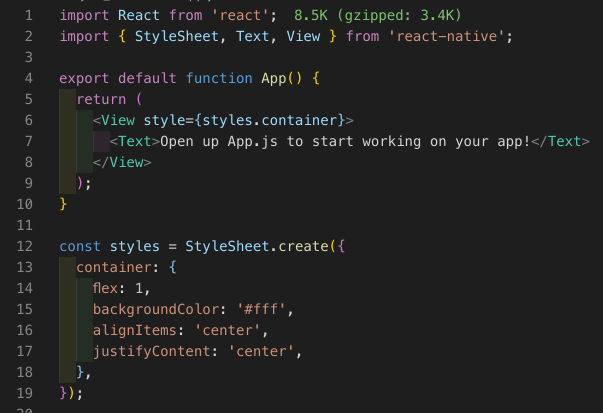 1 import React from 'react';  8.5K (gzipped: 3.4K)
2 import { StyleSheet, Text, View } from 'react-native';
3
4 export default function App() {
5   return (
6     <View style={styles.container}>
7       <Text>Open up App.js to start working on your app!</Text>
8     </View>
9   );
10 }
11
12 const styles = StyleSheet.create({
13   container: {
14     flex: 1,
15     backgroundColor: '#fff',
16     alignItems: 'center',
17     justifyContent: 'center',
18   },
19 });
20